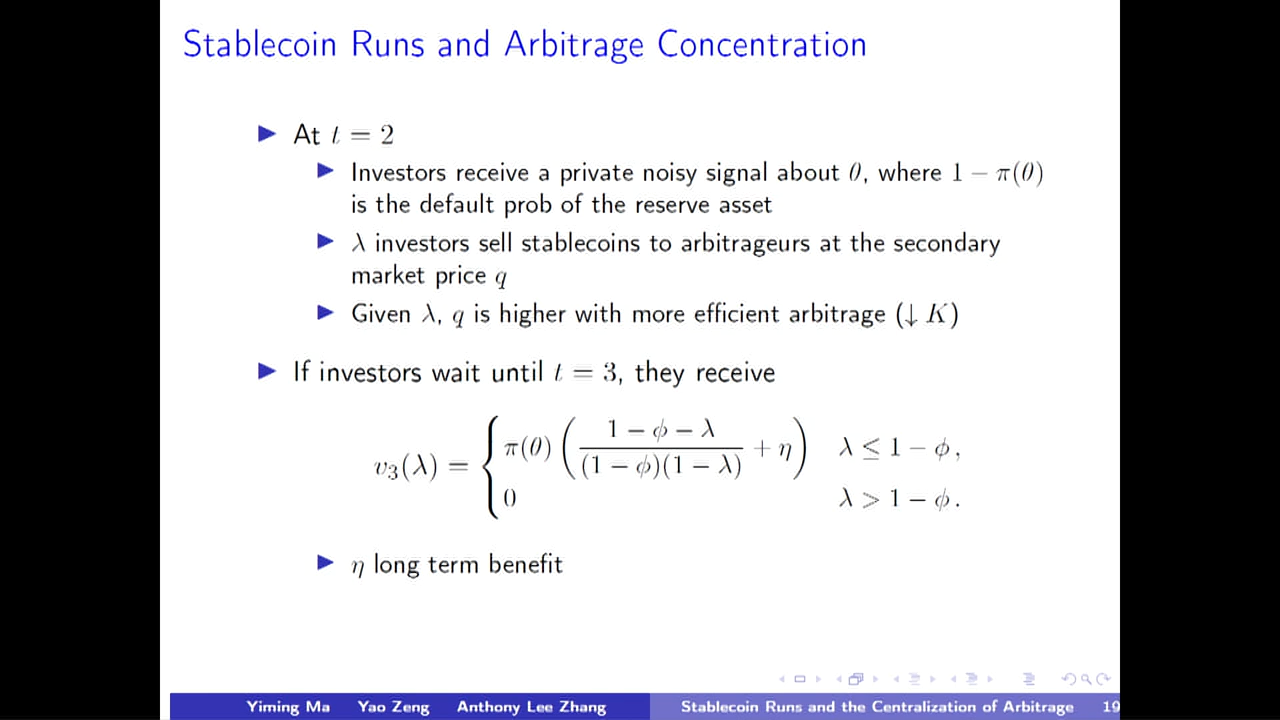 Stablecoin Runs and Arbitrage Concentration
At t = 2
Investors receive a private noisy signal about θ, where 1 − π(θ)
is the default prob of the reserve asset
λ investors sell stablecoins to arbitrageurs at the secondary
market price q
Given λ, q is higher with more efficient arbitrage (↓ K)
If investors wait until t = 3, they receive
v₃(λ) = { π(θ) ( (1 − ϕ − λ) / ((1 − ϕ)(1 − λ)) + η ) λ ≤ 1 − ϕ,
0 λ > 1 − ϕ.
η long term benefit
Yiming Ma Yao Zeng Anthony Lee Zhang Stablecoin Runs and the Centralization of Arbitrage 19